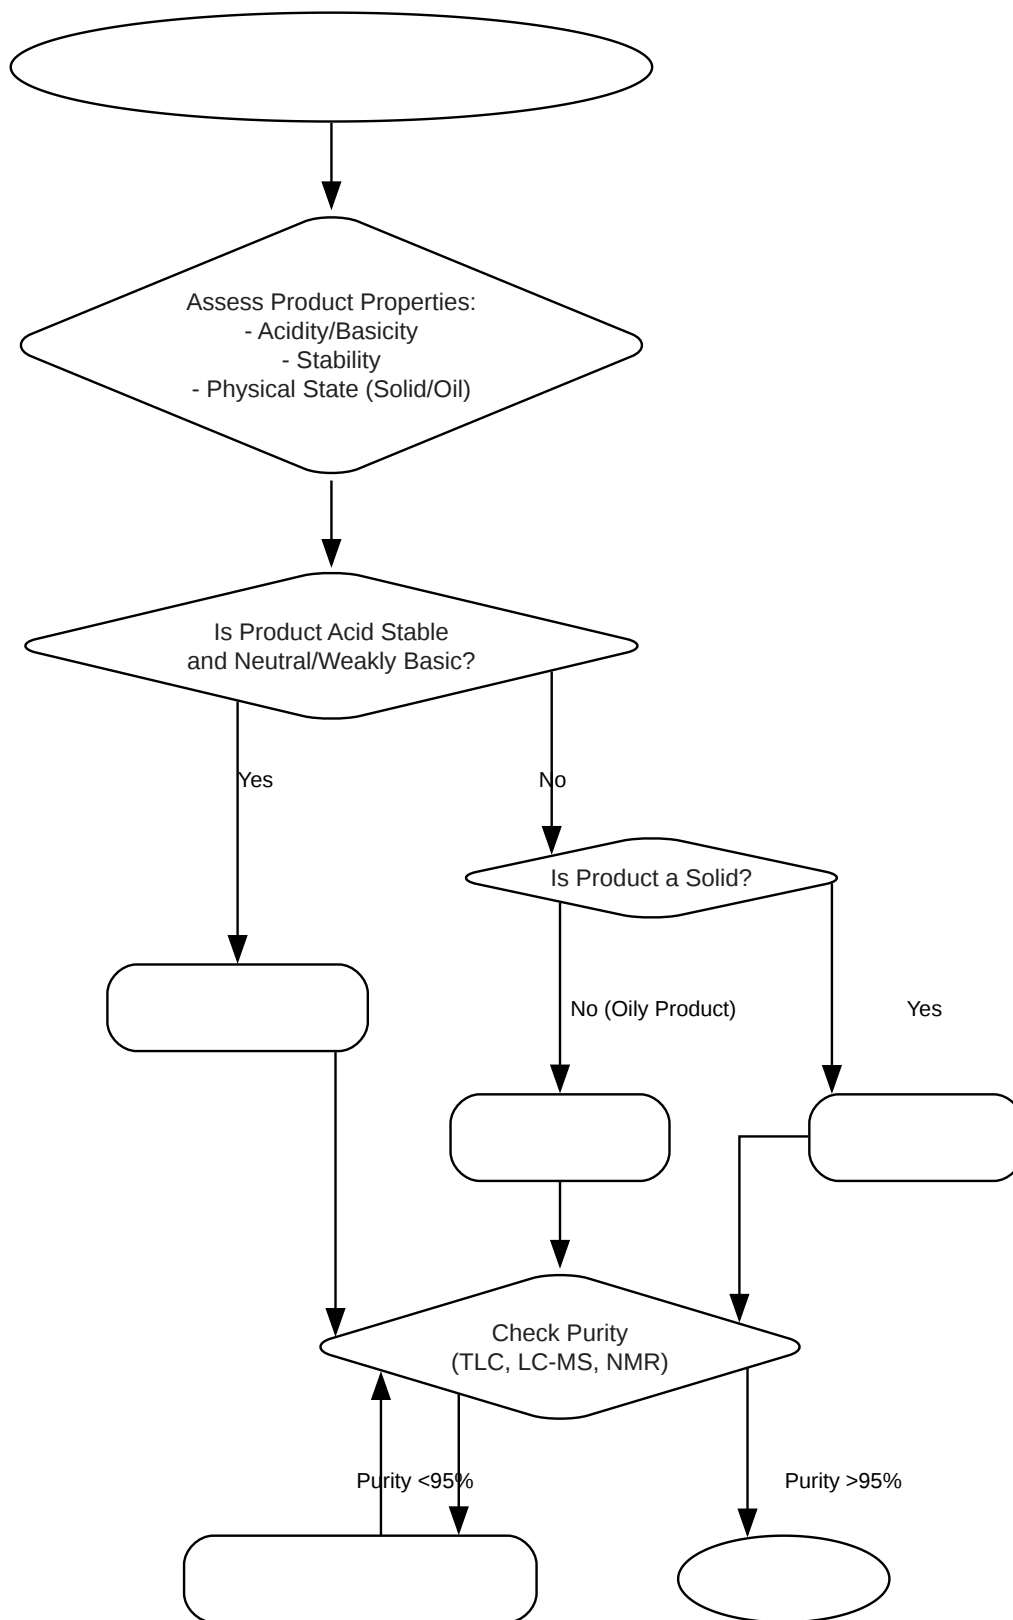 Assess Product Properties:
- Acidity/Basicity
- Stability
- Physical State (Solid/Oil)
Is Product Acid Stable
and Neutral/Weakly Basic?
Yes
No
Is Product a Solid?
No (Oily Product)
Yes
Check Purity
(TLC, LC-MS, NMR)
Purity <95%
Purity >95%